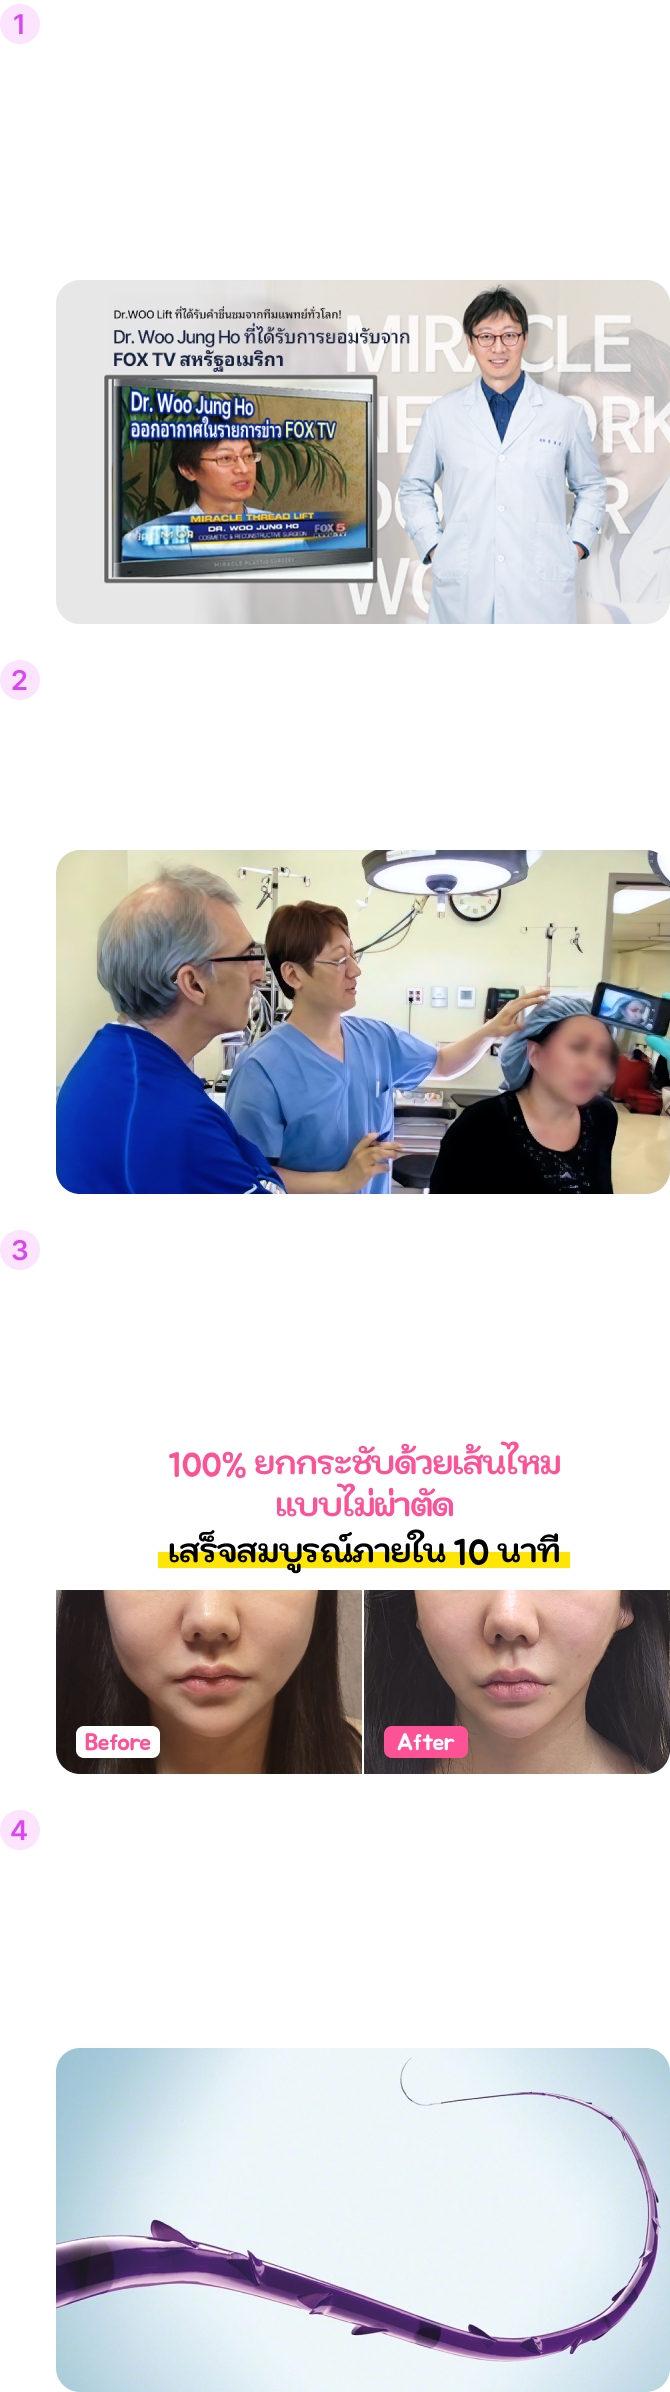 1
Dr.WOO Lift ที่ได้รับคำชื่นชมจากทีมแพทย์ทั่วโลก!
Dr. Woo Jung Ho ที่ได้รับการยอมรับจาก
FOX TV สหรัฐอเมริกา
Dr. Woo Jung Ho
ออกอากาศในรายการข่าว FOX TV
MIRACLE THREAD LIFT
DR. WOO JUNG HO
COSMETIC & RECONSTRUCTIVE SURGEON
FOX 5
MIRACLE PLASTIC SURGERY
MIRACLE
2
3
100% ยกกระชับด้วยเส้นไหม
แบบไม่ผ่าตัด
เสร็จสมบูรณ์ภายใน 10 นาที
Before
After
4